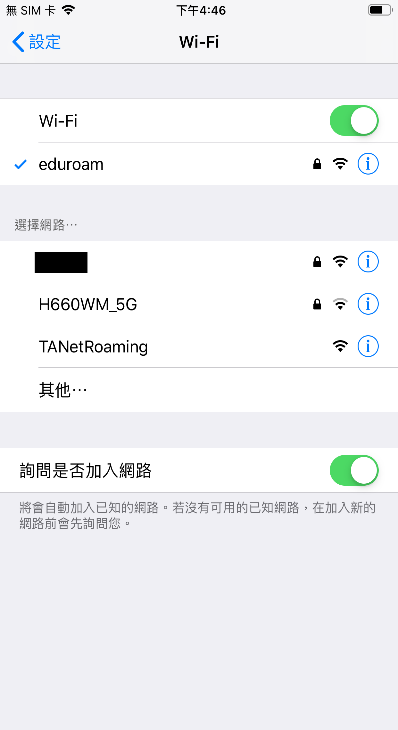 無 SIM 卡 下午4:46
設定 Wi-Fi
Wi-Fi
eduroam
選擇網路⋯
H660WM_5G
TANetRoaming
其他⋯
詢問是否加入網路
將會自動加入已知的網路。若沒有可用的已知網路，在加入新的
網路前會先詢問您。